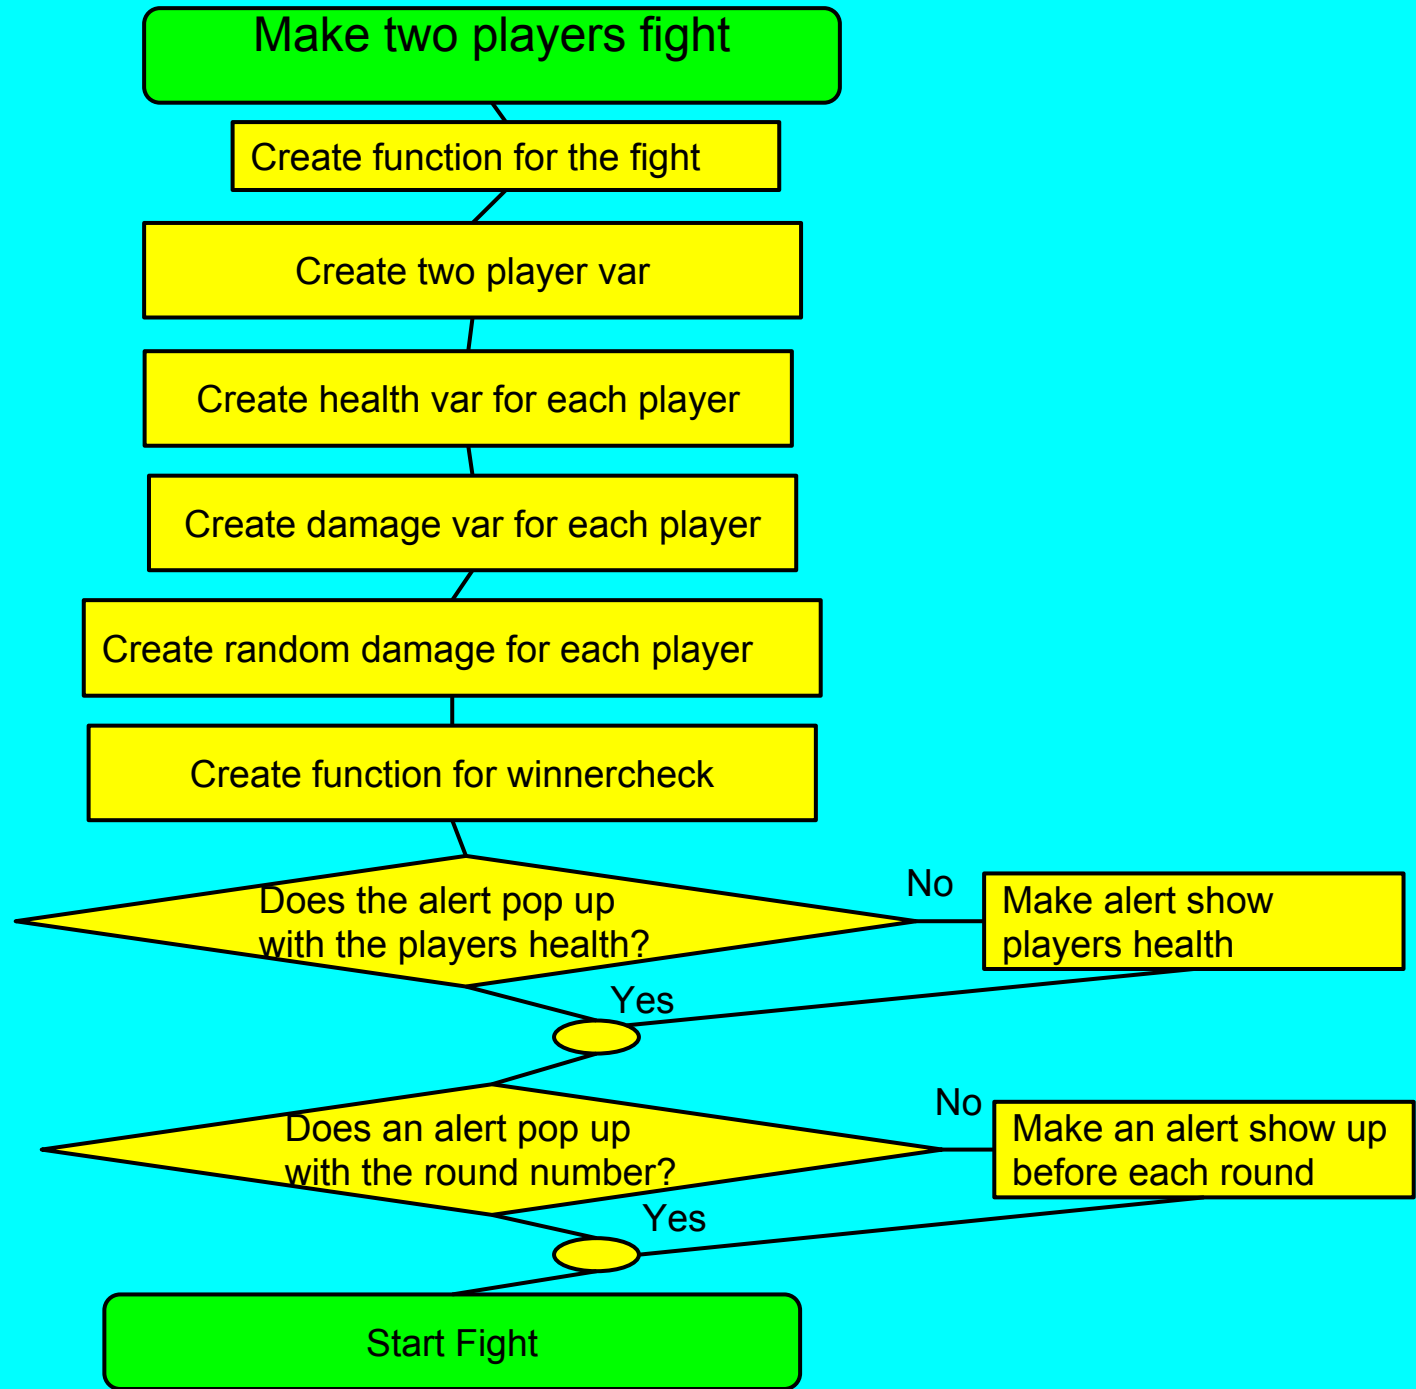 Make two players fight
Create function for the fight
Create two player var
Create health var for each player
Create damage var for each player
Create random damage for each player
Create function for winnercheck
Does the alert pop up
with the players health?
No
Make alert show
players health
Yes
Does an alert pop up
with the round number?
No
Make an alert show up
before each round
Yes
Start Fight